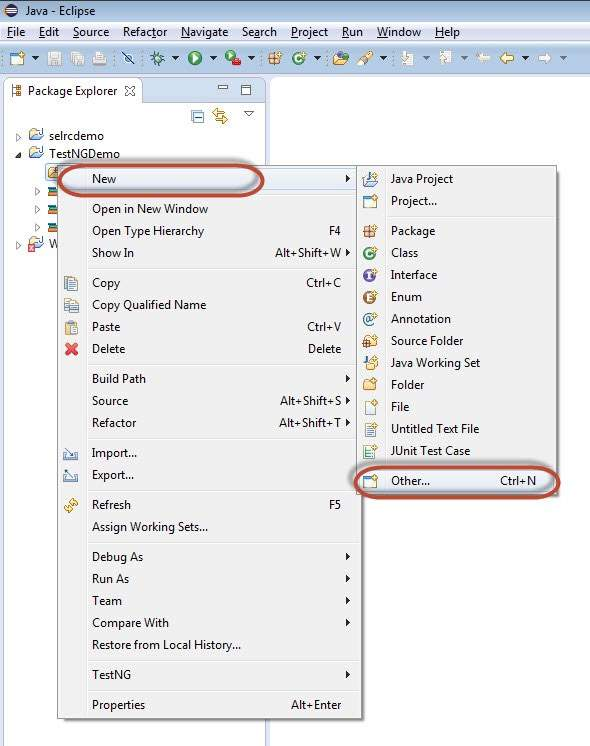 Java - Eclipse
File Edit Source Refactor Navigate Search Project Run Window Help
Package Explorer
selrcdemo
TestNGDemo
W
New
Open in New Window
Open Type Hierarchy F4
Show In Alt+Shift+W
Copy Ctrl+C
Copy Qualified Name
Paste Ctrl+V
Delete Delete
Build Path
Source Alt+Shift+S
Refactor Alt+Shift+T
Import...
Export...
Refresh F5
Assign Working Sets...
Debug As
Run As
Team
Compare With
Restore from Local History...
TestNG
Properties Alt+Enter
Java Project
Project...
Package
Class
Interface
Enum
Annotation
Source Folder
Java Working Set
Folder
File
Untitled Text File
JUnit Test Case
Other... Ctrl+N